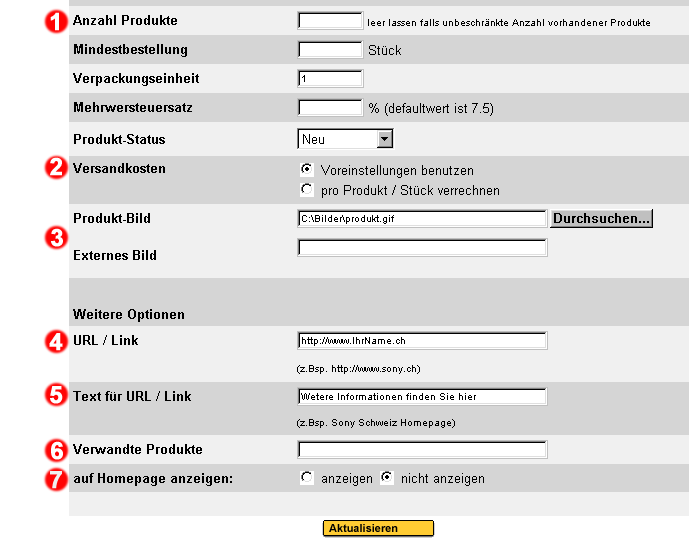 1 Anzahl Produkte leer lassen falls unbeschränkte Anzahl vorhandener Produkte
Mindestbestellung Stück
Verpackungseinheit 1
Mehrwersteuersatz % (defaultwert ist 7.5)
Produkt-Status Neu
2 Versandkosten Voreinstellungen benutzen
pro Produkt / Stück verrechnen
Produkt-Bild C:\Bilder\produkt.gif Durchsuchen...
3
Externes Bild
Weitere Optionen
4 URL / Link http://www.IhrName.ch
(z.Bsp. http://www.sony.ch)
5 Text für URL / Link Wetere Informationen finden Sie hier
(z.Bsp. Sony Schweiz Homepage)
6 Verwandte Produkte
7 auf Homepage anzeigen: anzeigen nicht anzeigen
Aktualisieren